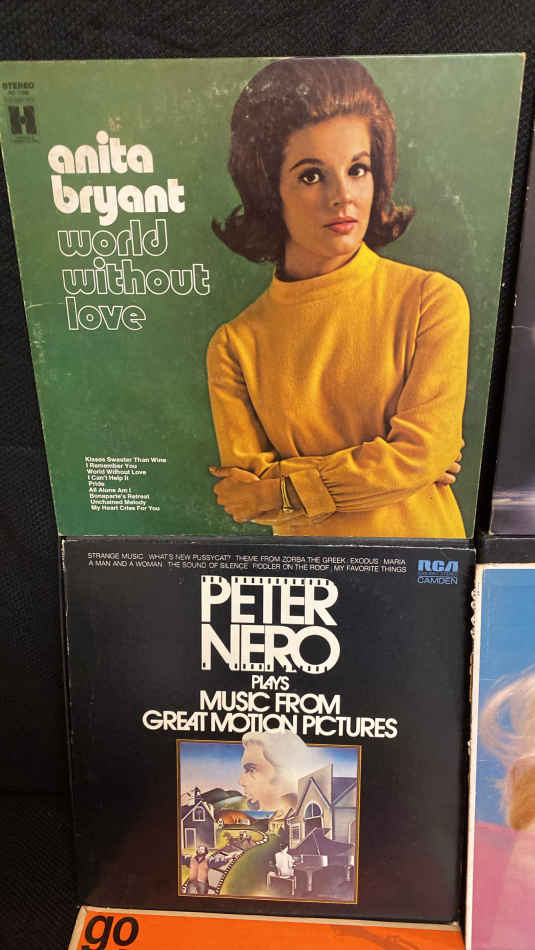 STEREO
H
anita
bryant
world
without
love
Kisses Sweeter Than Wine
I Remember You
World Without Love
I Can't Help It
Pride
All Alone Am I
Bonaparte's Retreat
Unchained Melody
My Heart Cries For You
STRANGE MUSIC · WHAT'S NEW PUSSYCAT? · THEME FROM ZORBA THE GREEK · EXODUS · MARIA
A MAN AND A WOMAN · THE SOUND OF SILENCE · FIDDLER ON THE ROOF · MY FAVORITE THINGS
RCA
CAMDEN
PETER
NERO
PLAYS
MUSIC FROM
GREAT MOTION PICTURES
go